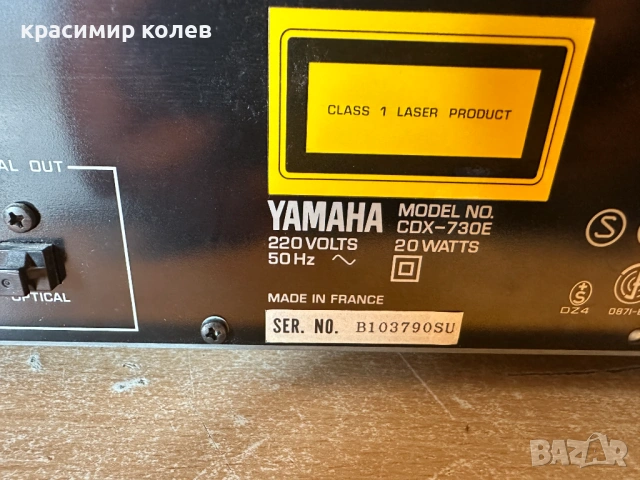 красимир колев
CLASS 1 LASER PRODUCT
AL OUT
OPTICAL
YAMAHA
MODEL NO.
CDX-730E
220 VOLTS
20 WATTS
50 Hz
MADE IN FRANCE
SER. NO. B103790SU
S
S
DZ4
BAZAR